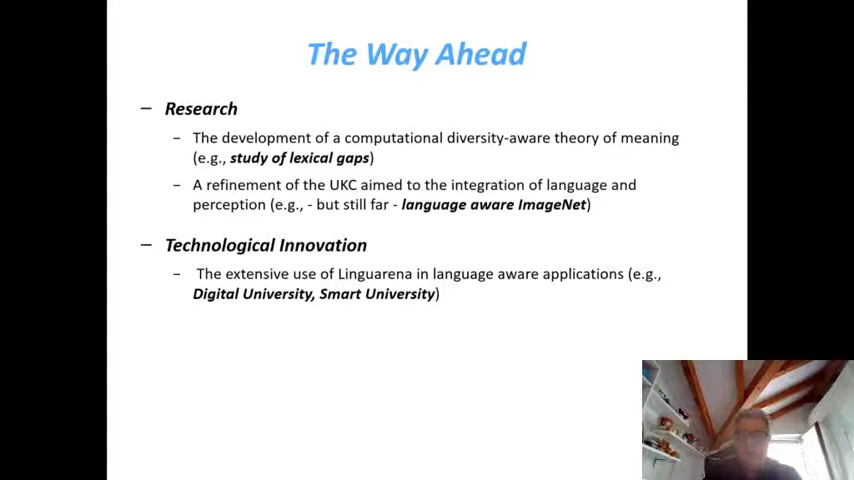 The Way Ahead
– Research
– The development of a computational diversity-aware theory of meaning
(e.g., study of lexical gaps)
– A refinement of the UKC aimed to the integration of language and
perception (e.g., - but still far - language aware ImageNet)
– Technological Innovation
– The extensive use of Linguarena in language aware applications (e.g.,
Digital University, Smart University)